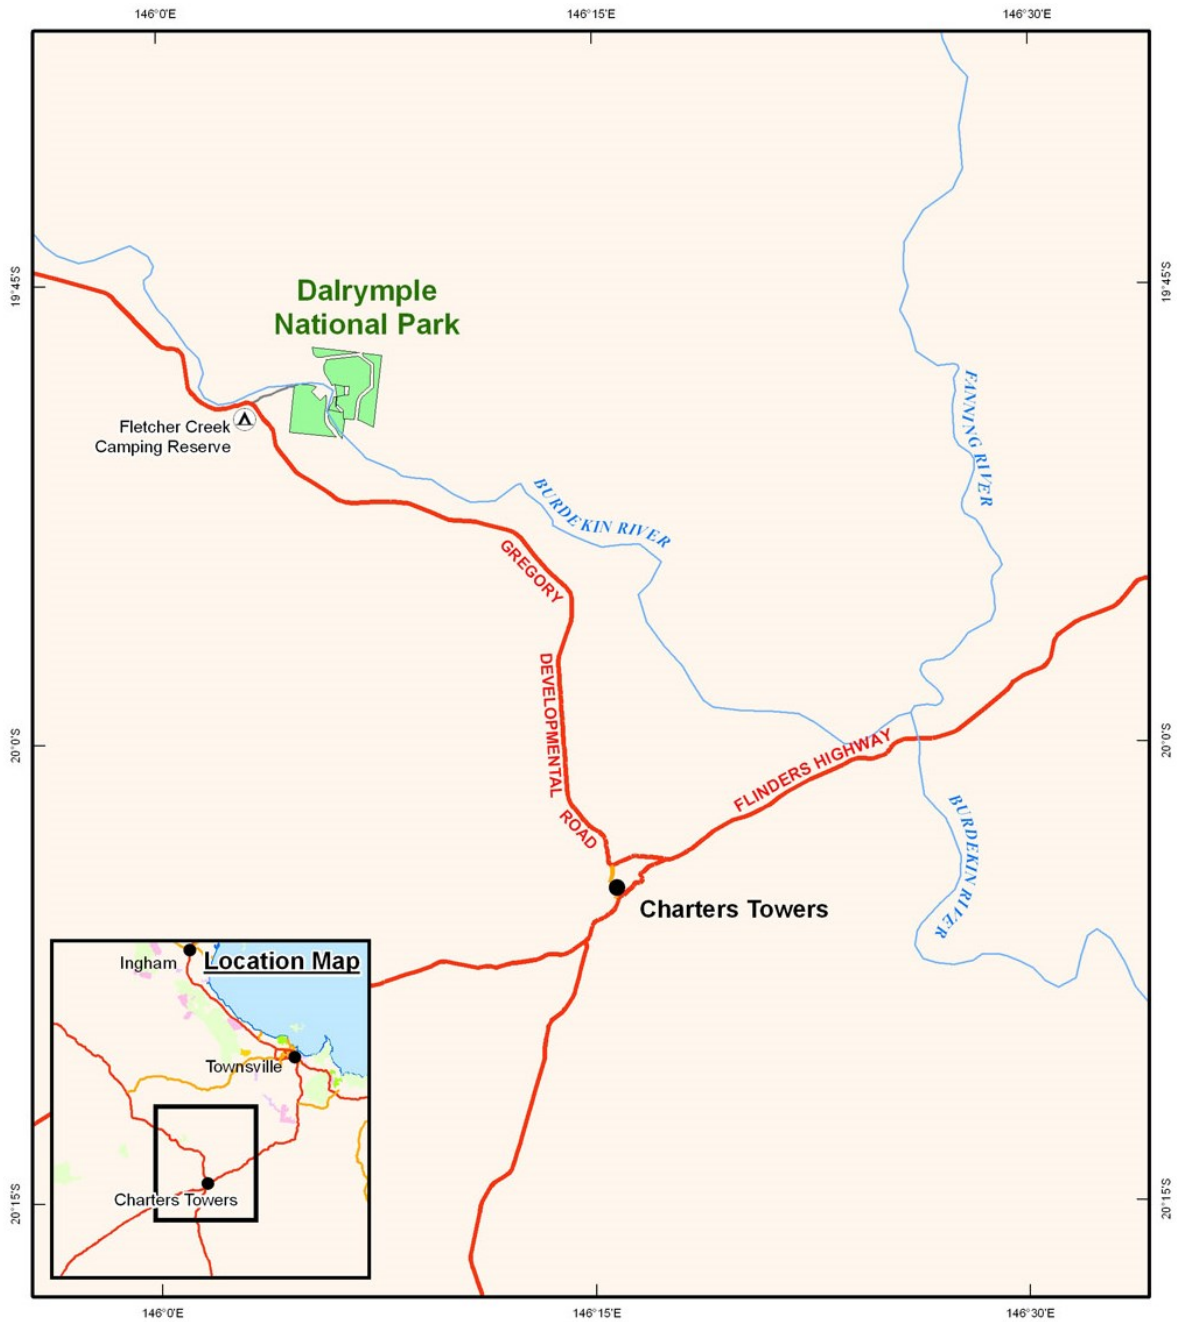 146°0'E
146°15'E
146°30'E
19°45'S
19°45'S
Dalrymple
National Park
Fletcher Creek
Camping Reserve
FANNING RIVER
BURDEKIN RIVER
GREGORY
DEVELOPMENTAL
ROAD
FLINDERS HIGHWAY
20°0'S
20°0'S
BURDEKIN RIVER
Charters Towers
Ingham
Location Map
Townsville
Charters Towers
20°15'S
20°15'S
146°0'E
146°15'E
146°30'E